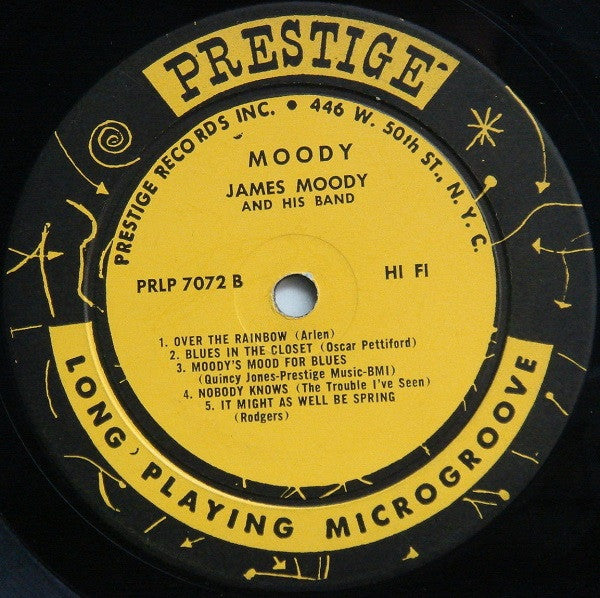 PRESTIGE
PRESTIGE RECORDS INC. • 446 W. 50th ST., N.Y.C.
MOODY
JAMES MOODY
AND HIS BAND
PRLP 7072 B HI FI
1. OVER THE RAINBOW (Arlen)
2. BLUES IN THE CLOSET (Oscar Pettiford)
3. MOODY'S MOOD FOR BLUES
(Quincy Jones-Prestige Music-BMI)
4. NOBODY KNOWS (The Trouble I've Seen)
5. IT MIGHT AS WELL BE SPRING
(Rodgers)
LONG PLAYING MICROGROOVE